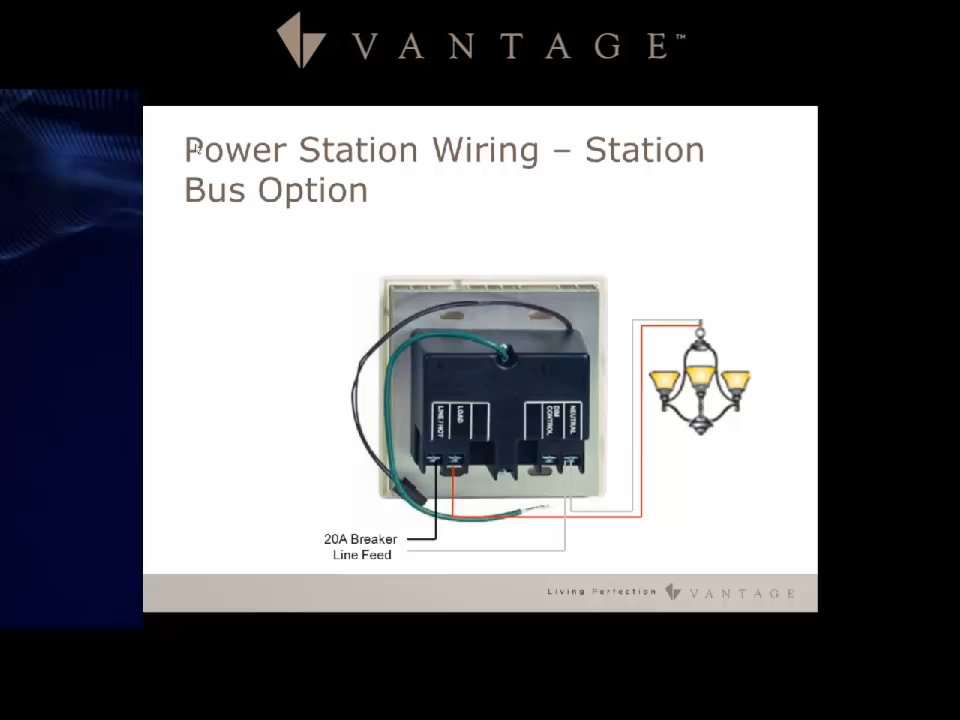 VANTAGE™
Power Station Wiring – Station
Bus Option
LINE / HOT
LOAD
DIM
CONTROL
NEUTRAL
20A Breaker
Line Feed
Living Perfection VANTAGE